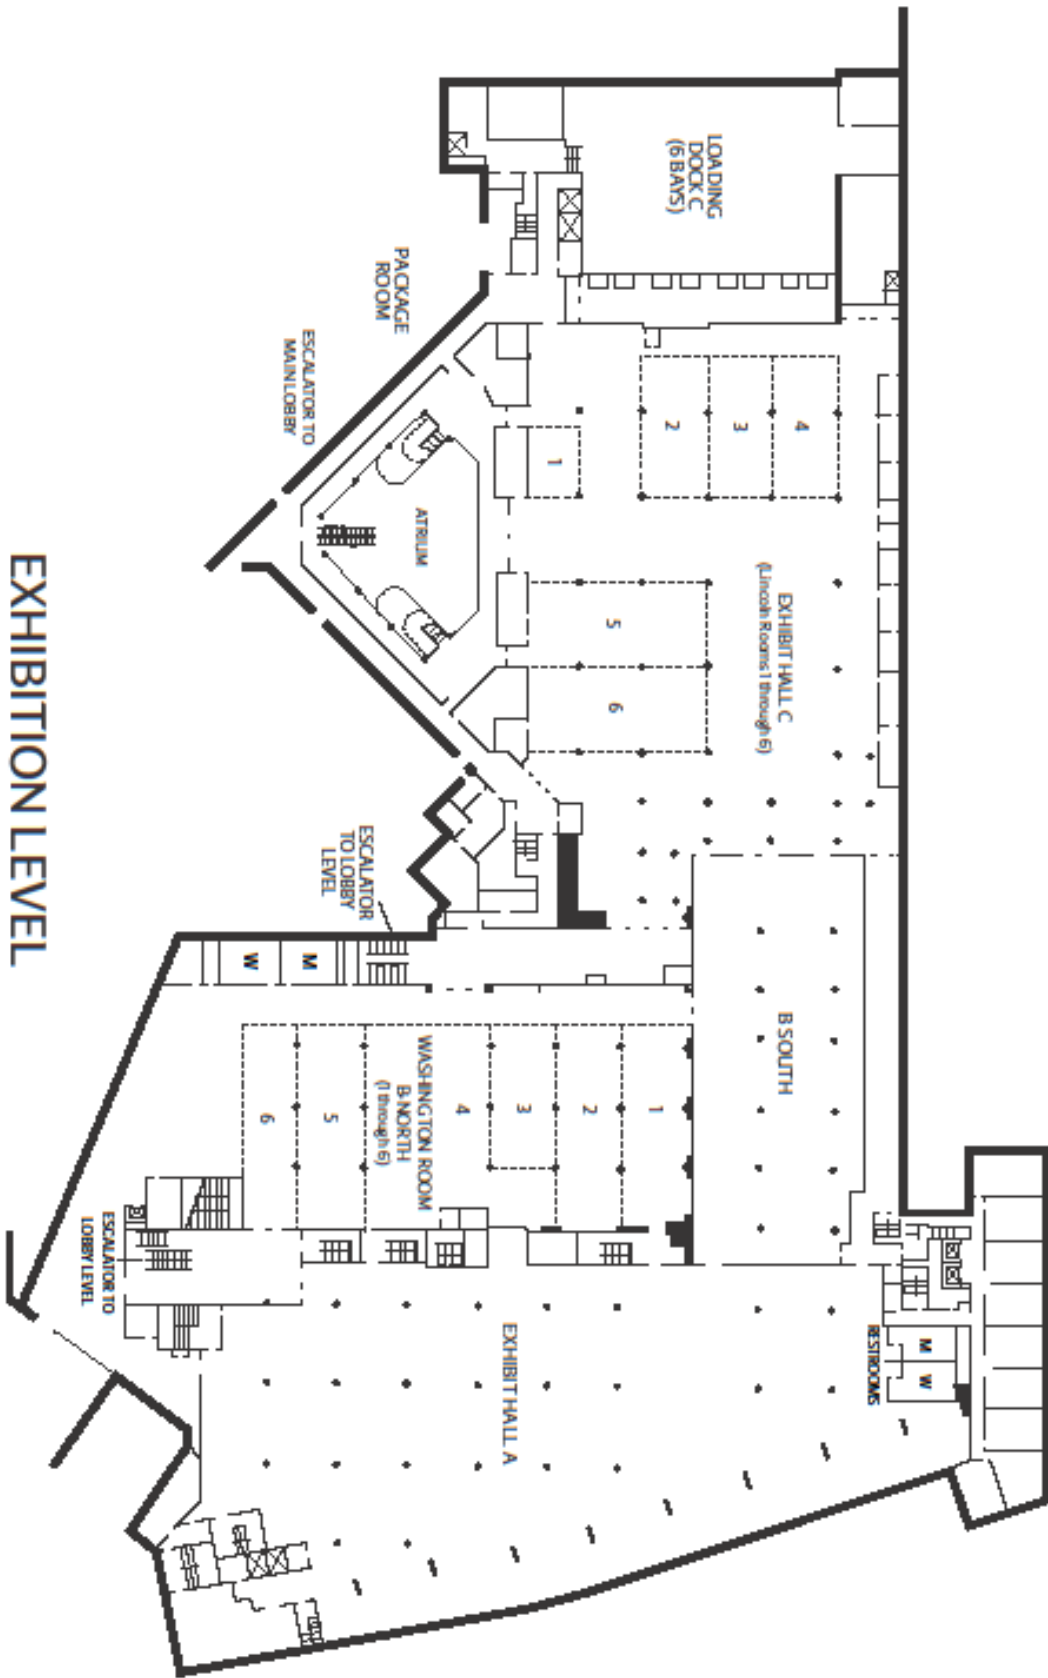 LOADING
DOCK C
(6 BAYS)
PACKAGE
ROOM
ESCALATOR TO
MAIN LOBBY
ATRIUM
1
2
3
4
5
6
EXHIBIT HALL C
(Lincoln Rooms 1 through 6)
ESCALATOR
TO LOBBY
LEVEL
W
M
B SOUTH
WASHINGTON ROOM
B-NORTH
(1 through 6)
6
5
4
3
2
1
ESCALATOR TO
LOBBY LEVEL
EXHIBIT HALL A
RESTROOMS
M
W
EXHIBITION LEVEL